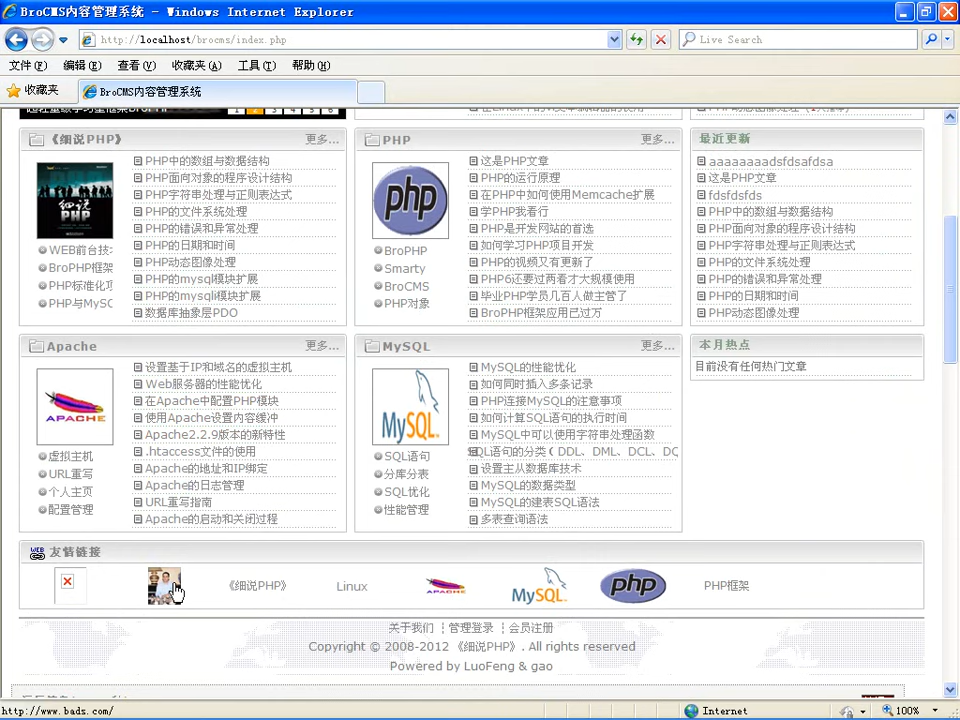 BroCMS内容管理系统 - Windows Internet Explorer
http://localhost/brocms/index.php
Live Search
文件(F) 编辑(E) 查看(V) 收藏夹(A) 工具(T) 帮助(H)
收藏夹 BroCMS内容管理系统
1 2 3 4 5 6
《细说PHP》 更多...
细说
PHP
WEB前台技
BroPHP框架
PHP标准化
PHP与MySC
PHP中的数组与数据结构
PHP面向对象的程序设计结构
PHP字符串处理与正则表达式
PHP的文件系统处理
PHP的错误和异常处理
PHP的日期和时间
PHP动态图像处理
PHP的mysql模块扩展
PHP的mysqli模块扩展
数据库抽象层PDO
PHP 更多...
php
BroPHP
Smarty
BroCMS
PHP对象
这是PHP文章
PHP的运行原理
在PHP中如何使用Memcache扩展
学PHP我看行
PHP是开发网站的首选
如何学习PHP项目开发
PHP的视频又有更新了
PHP6还要过两看才大规模使用
毕业PHP学员几百人做主管了
BroPHP框架应用已过万
最近更新
aaaaaaaadsfdsafdsa
这是PHP文章
fdsfdsfds
PHP中的数组与数据结构
PHP面向对象的程序设计结构
PHP字符串处理与正则表达式
PHP的文件系统处理
PHP的错误和异常处理
PHP的日期和时间
PHP动态图像处理
Apache 更多...
APACHE
虚拟主机
URL重写
个人主页
配置管理
设置基于IP和域名的虚拟主机
Web服务器的性能优化
在Apache中配置PHP模块
使用Apache设置内容缓冲
Apache2.2.9版本的新特性
.htaccess文件的使用
Apache的地址和IP绑定
Apache的日志管理
URL重写指南
Apache的启动和关闭过程
MySQL 更多...
MySQL
SQL语句
分库分表
SQL优化
性能管理
MySQL的性能优化
如何同时插入多条记录
PHP连接MySQL的注意事项
如何计算SQL语句的执行时间
MySQL中可以使用字符串处理函数
SQL语句的分类（DDL、DML、DCL、DQ
设置主从数据库技术
MySQL的数据类型
MySQL的建表SQL语法
多表查询语法
本月热点
目前没有任何热门文章
友情链接
《细说PHP》 Linux APACHE MySQL php PHP框架
关于我们 ¦ 管理登录 ¦ 会员注册
Copyright © 2008-2012 《细说PHP》. All rights reserved
Powered by LuoFeng & gao
http://www.bads.com/ Internet 100%